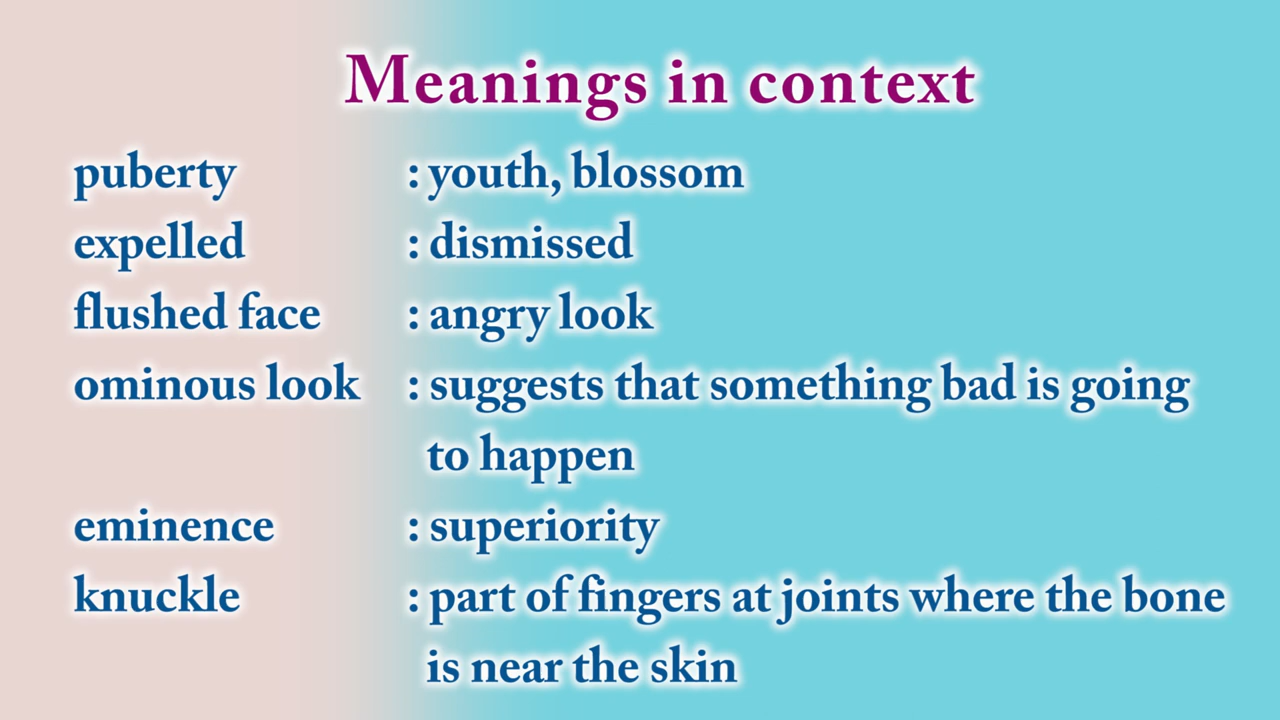 Meanings in context
puberty : youth, blossom
expelled : dismissed
flushed face : angry look
ominous look : suggests that something bad is going
to happen
eminence : superiority
knuckle : part of fingers at joints where the bone
is near the skin